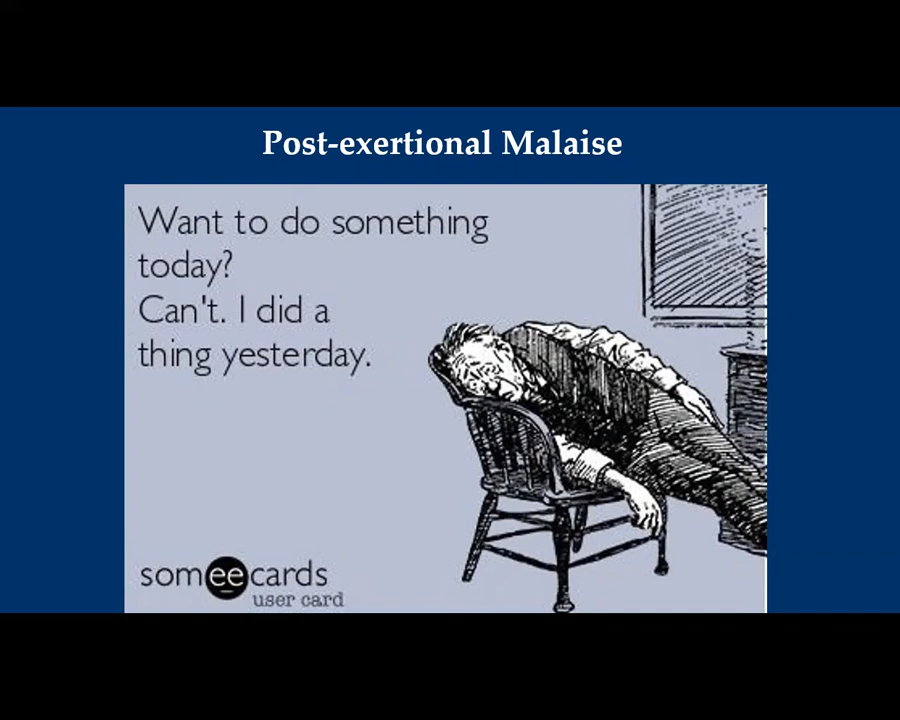 Post-exertional Malaise
Want to do something
today?
Can't. I did a
thing yesterday.
someecards
user card